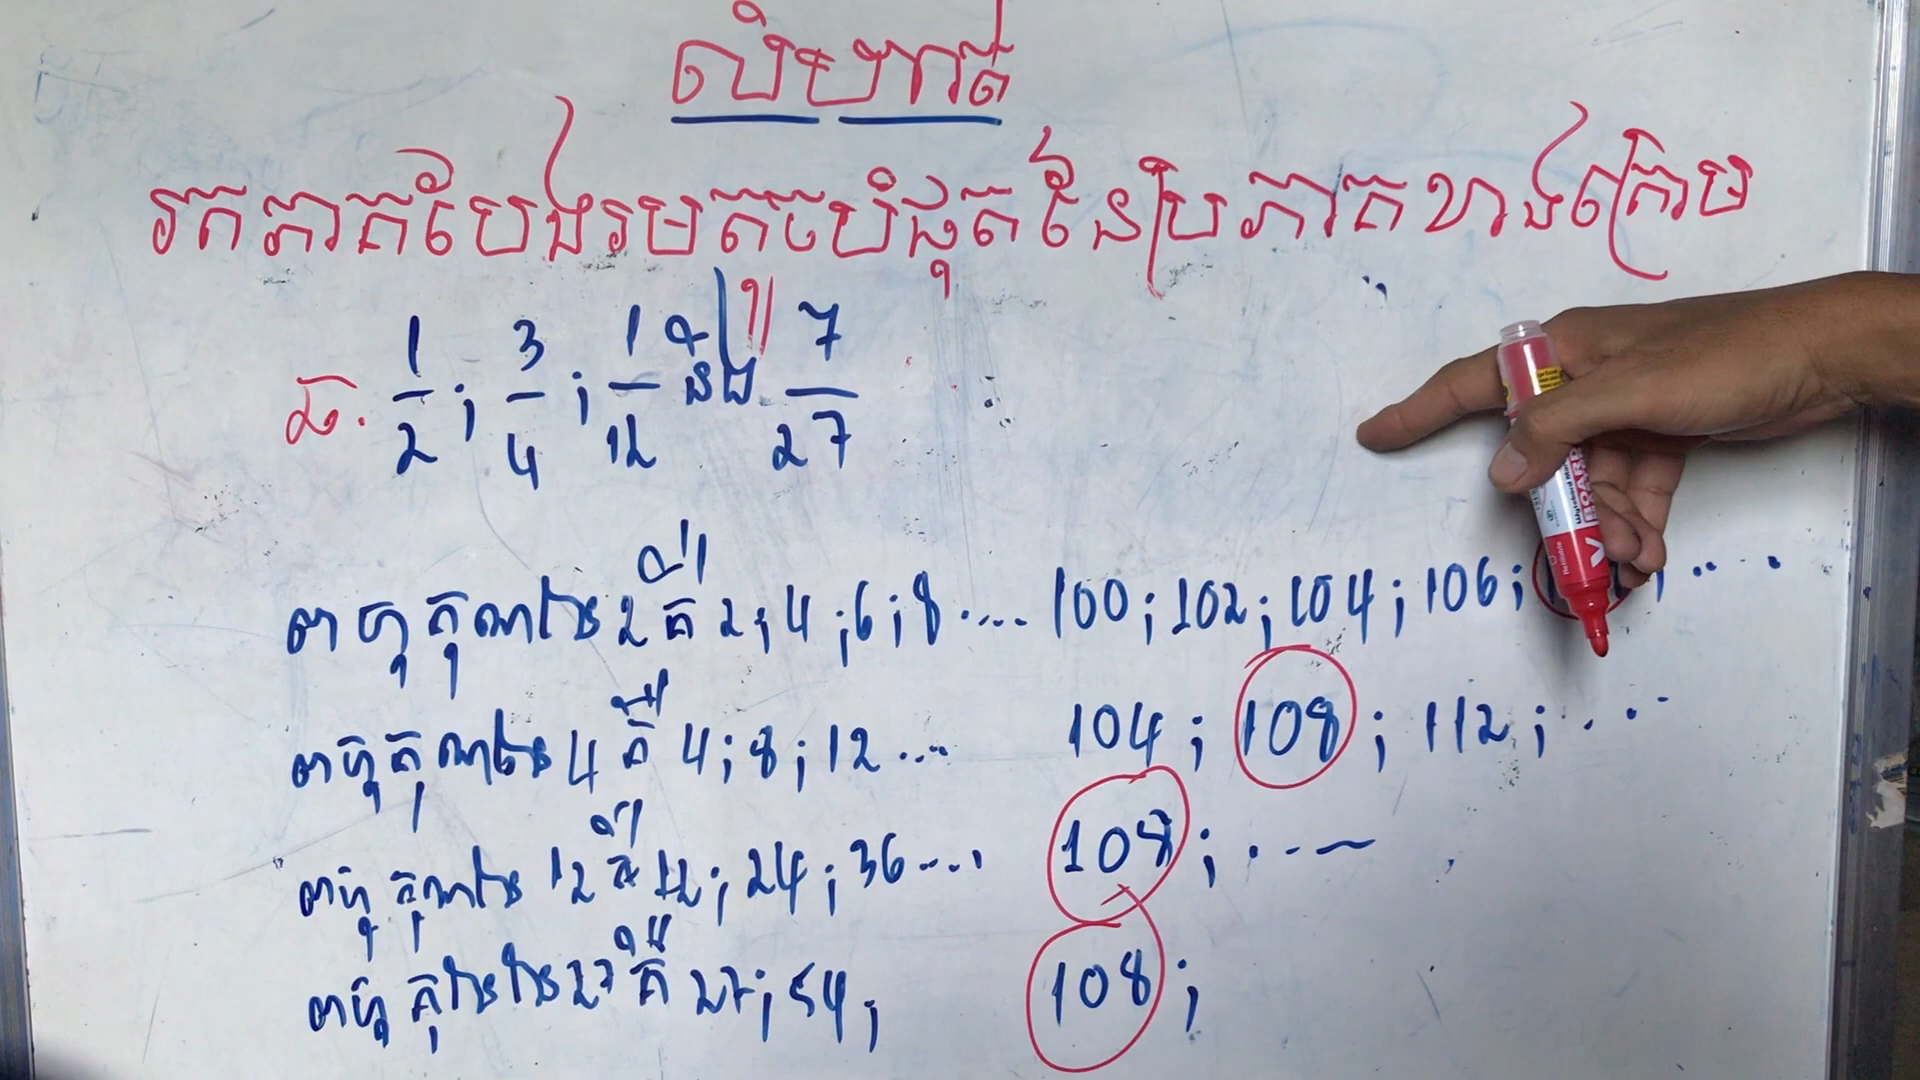 លំហាត់
រកភាគបែងរួមតូចបំផុតនៃប្រភាគខាងក្រោម
ឆ. 1/2 ; 3/4 ; 1/12 និង 7/27
ពហុគុណនៃ 2 គឺ 2 ; 4 ; 6 ; 8 .... 100 ; 102 ; 104 ; 106 ; ....
ពហុគុណនៃ 4 គឺ 4 ; 8 ; 12 ... 104 ; 108 ; 112 ; ...
ពហុគុណនៃ 12 គឺ 12 ; 24 ; 36 ... 108 ; ...
ពហុគុណនៃ 27 គឺ 27 ; 54 ; 108 ;